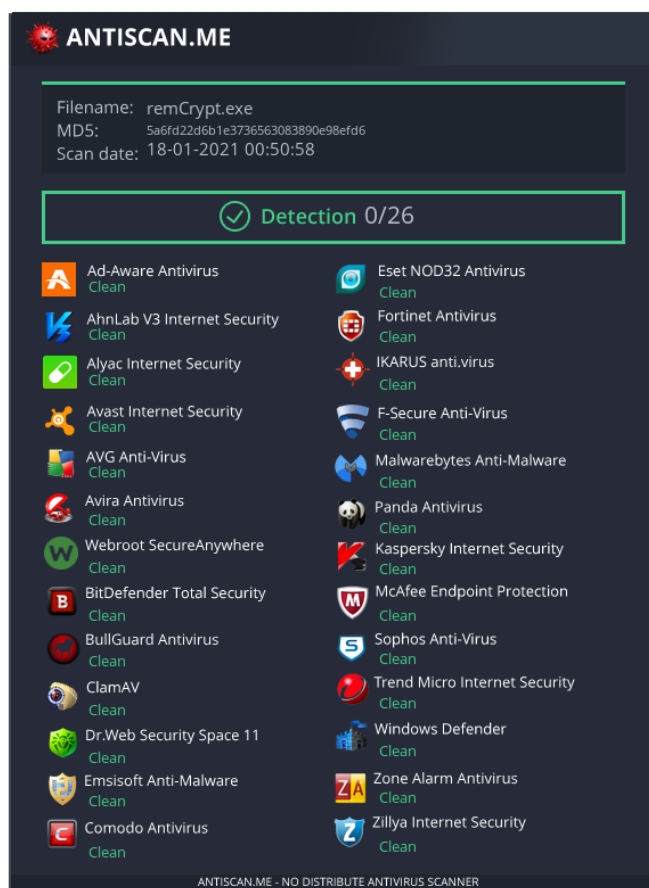 ANTISCAN.ME
Filename: remCrypt.exe
MD5: 5a6fd22d6b1e3736563083890e98efd6
Scan date: 18-01-2021 00:50:58
Detection 0/26
Ad-Aware Antivirus
Clean
AhnLab V3 Internet Security
Clean
Alyac Internet Security
Clean
Avast Internet Security
Clean
AVG Anti-Virus
Clean
Avira Antivirus
Clean
Webroot SecureAnywhere
Clean
BitDefender Total Security
Clean
BullGuard Antivirus
Clean
ClamAV
Clean
Dr.Web Security Space 11
Clean
Emsisoft Anti-Malware
Clean
Comodo Antivirus
Clean
Eset NOD32 Antivirus
Clean
Fortinet Antivirus
Clean
IKARUS anti.virus
Clean
F-Secure Anti-Virus
Clean
Malwarebytes Anti-Malware
Clean
Panda Antivirus
Clean
Kaspersky Internet Security
Clean
McAfee Endpoint Protection
Clean
Sophos Anti-Virus
Clean
Trend Micro Internet Security
Clean
Windows Defender
Clean
Zone Alarm Antivirus
Clean
Zillya Internet Security
Clean
ANTISCAN.ME - NO DISTRIBUTE ANTIVIRUS SCANNER